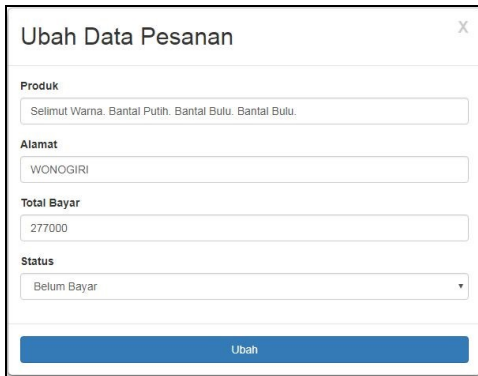 Ubah Data Pesanan
X
Produk
Selimut Warna. Bantal Putih. Bantal Bulu. Bantal Bulu.
Alamat
WONOGIRI
Total Bayar
277000
Status
Belum Bayar
Ubah